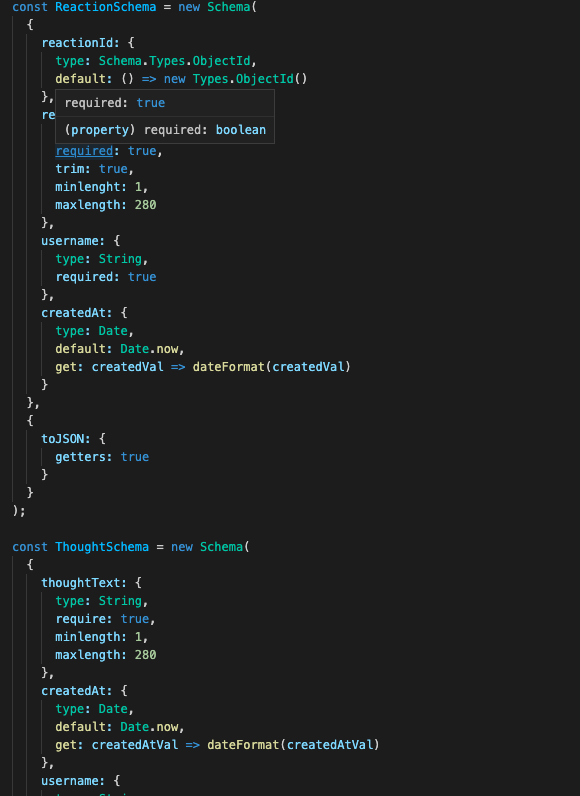 const ReactionSchema = new Schema(
{
reactionId: {
type: Schema.Types.ObjectId,
default: () => new Types.ObjectId()
},
required: true
re
(property) required: boolean
required: true,
trim: true,
minlenght: 1,
maxlength: 280
},
username: {
type: String,
required: true
},
createdAt: {
type: Date,
default: Date.now,
get: createdVal => dateFormat(createdVal)
}
},
{
toJSON: {
getters: true
}
}
);
const ThoughtSchema = new Schema(
{
thoughtText: {
type: String,
require: true,
minlength: 1,
maxlength: 280
},
createdAt: {
type: Date,
default: Date.now,
get: createdAtVal => dateFormat(createdAtVal)
},
username: {